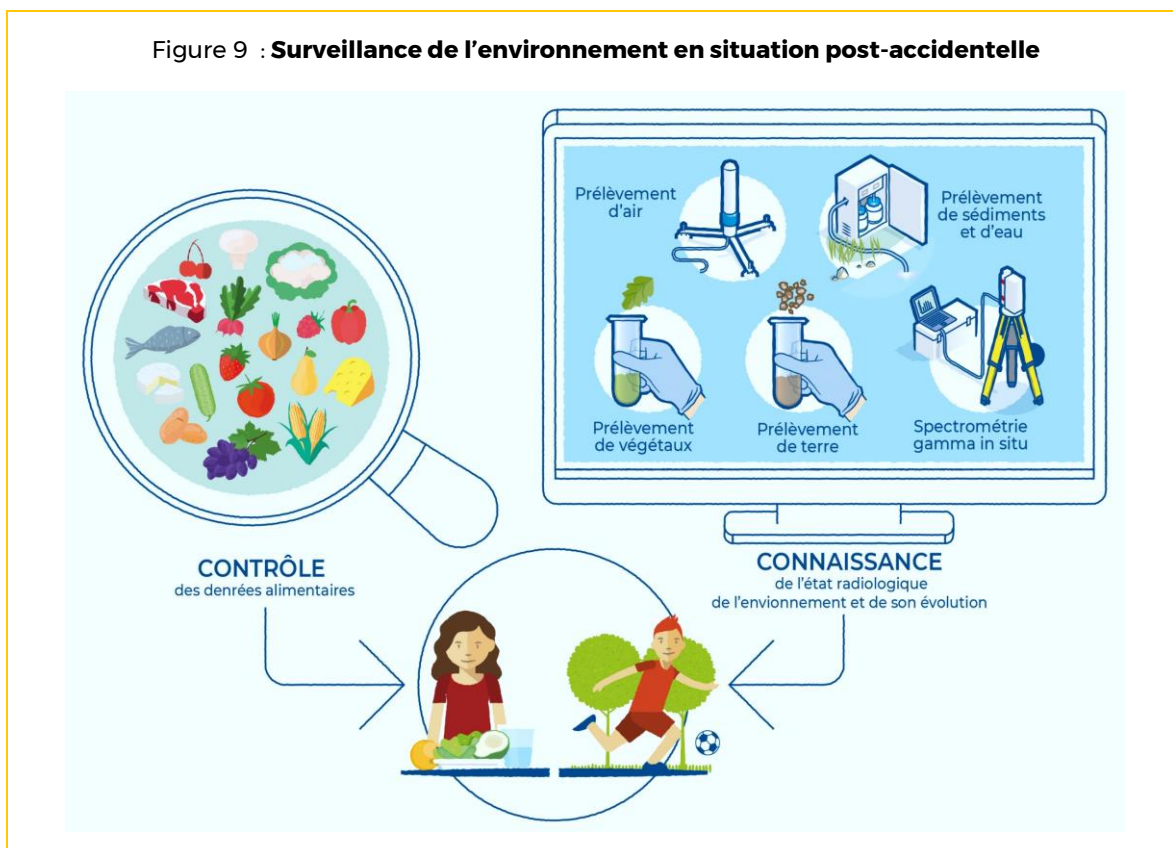 Figure 9 : Surveillance de l’environnement en situation post-accidentelle
Prélèvement
d'air
Prélèvement
de sédiments
et d'eau
Prélèvement
de végétaux
Prélèvement
de terre
Spectrométrie
gamma in situ
CONTRÔLE
des denrées alimentaires
CONNAISSANCE
de l'état radiologique
de l'envionnement et de son évolution